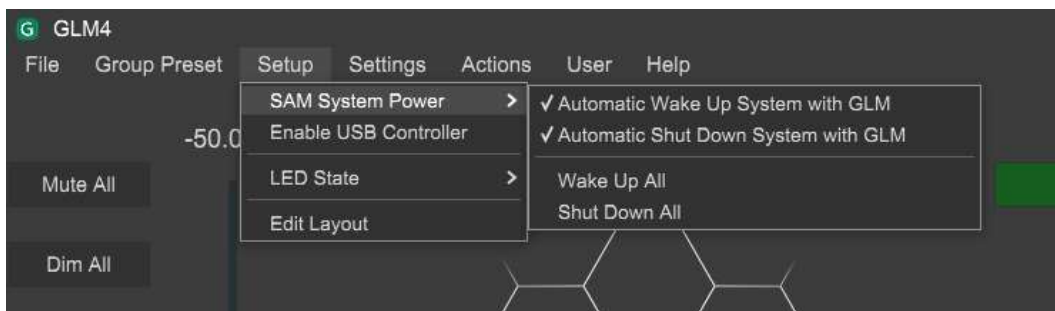 G GLM4
File Group Preset Setup Settings Actions User Help
SAM System Power >
✓ Automatic Wake Up System with GLM
✓ Automatic Shut Down System with GLM
Wake Up All
Shut Down All
Enable USB Controller
LED State >
Edit Layout
-50.0
Mute All
Dim All